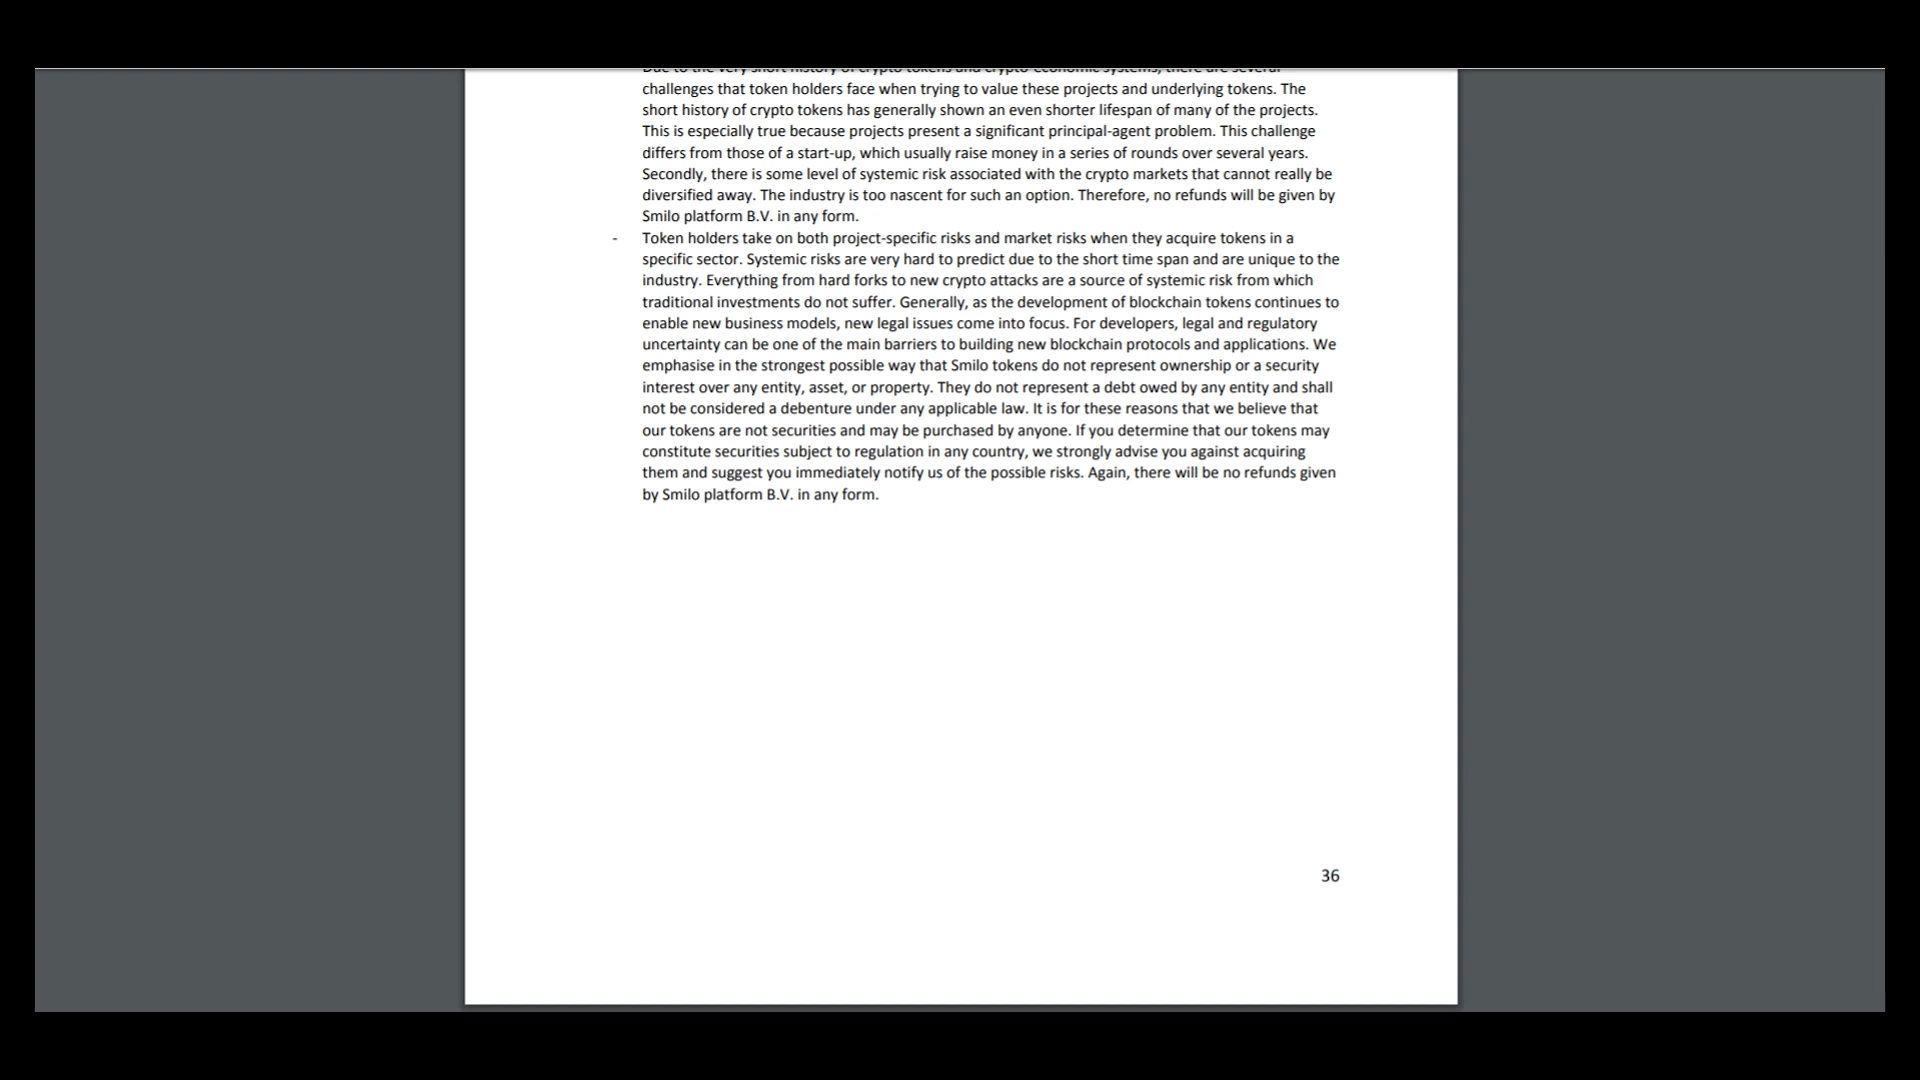 Due to the very short history of crypto tokens and crypto-economic systems, there are several
challenges that token holders face when trying to value these projects and underlying tokens. The
short history of crypto tokens has generally shown an even shorter lifespan of many of the projects.
This is especially true because projects present a significant principal-agent problem. This challenge
differs from those of a start-up, which usually raise money in a series of rounds over several years.
Secondly, there is some level of systemic risk associated with the crypto markets that cannot really be
diversified away. The industry is too nascent for such an option. Therefore, no refunds will be given by
Smilo platform B.V. in any form.
- Token holders take on both project-specific risks and market risks when they acquire tokens in a
specific sector. Systemic risks are very hard to predict due to the short time span and are unique to the
industry. Everything from hard forks to new crypto attacks are a source of systemic risk from which
traditional investments do not suffer. Generally, as the development of blockchain tokens continues to
enable new business models, new legal issues come into focus. For developers, legal and regulatory
uncertainty can be one of the main barriers to building new blockchain protocols and applications. We
emphasise in the strongest possible way that Smilo tokens do not represent ownership or a security
interest over any entity, asset, or property. They do not represent a debt owed by any entity and shall
not be considered a debenture under any applicable law. It is for these reasons that we believe that
our tokens are not securities and may be purchased by anyone. If you determine that our tokens may
constitute securities subject to regulation in any country, we strongly advise you against acquiring
them and suggest you immediately notify us of the possible risks. Again, there will be no refunds given
by Smilo platform B.V. in any form.
36